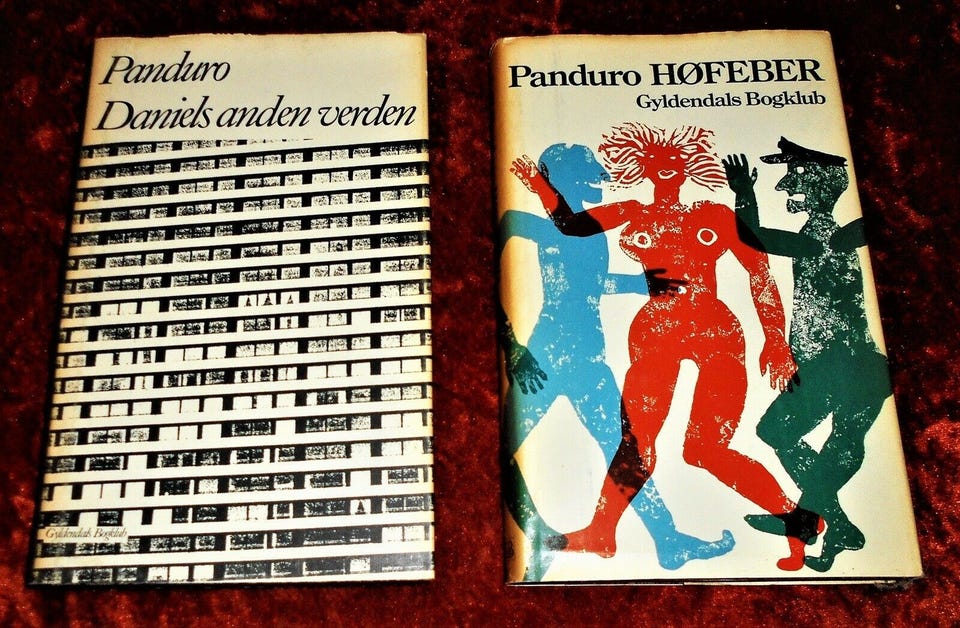 Panduro
Daniels anden verden
Gyldendals Bogklub
Panduro HØFEBER
Gyldendals Bogklub